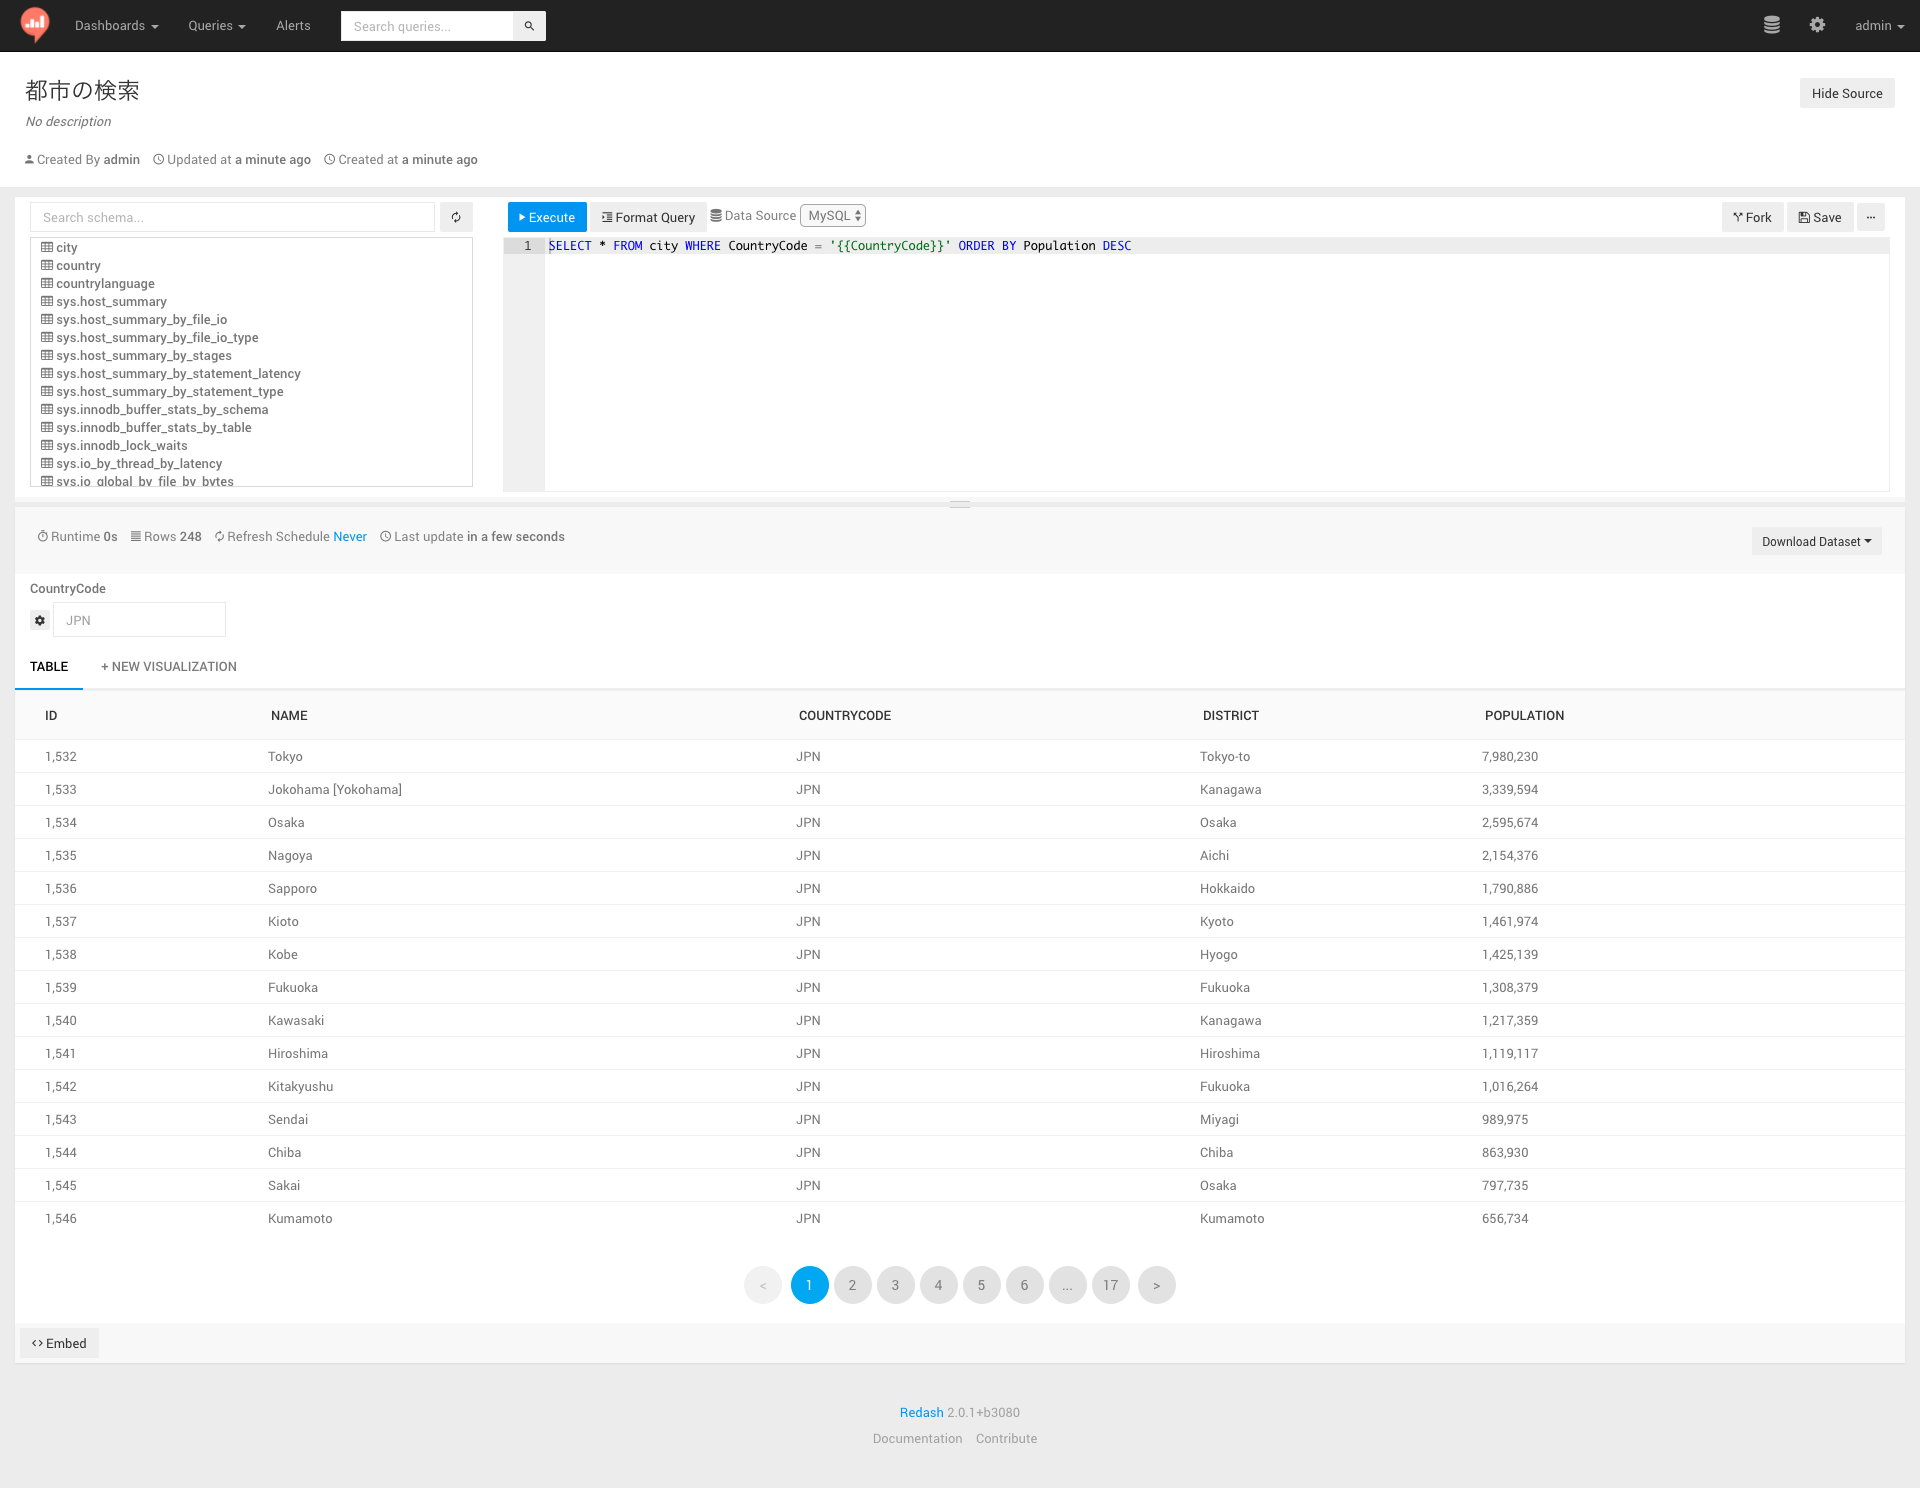 Dashboards Queries Alerts Search queries... admin
都市の検索
Hide Source
No description
Created By admin Updated at a minute ago Created at a minute ago
Search schema...
Execute Format Query Data Source MySQL Fork Save ...
city
country
countrylanguage
sys.host_summary
sys.host_summary_by_file_io
sys.host_summary_by_file_io_type
sys.host_summary_by_stages
sys.host_summary_by_statement_latency
sys.host_summary_by_statement_type
sys.innodb_buffer_stats_by_schema
sys.innodb_buffer_stats_by_table
sys.innodb_lock_waits
sys.io_by_thread_by_latency
sys.io_global_by_file_by_bytes
1 SELECT * FROM city WHERE CountryCode = '{{CountryCode}}' ORDER BY Population DESC
Runtime 0s Rows 248 Refresh Schedule Never Last update in a few seconds
Download Dataset
CountryCode
JPN
TABLE + NEW VISUALIZATION
ID NAME COUNTRYCODE DISTRICT POPULATION
1,532 Tokyo JPN Tokyo-to 7,980,230
1,533 Jokohama [Yokohama] JPN Kanagawa 3,339,594
1,534 Osaka JPN Osaka 2,595,674
1,535 Nagoya JPN Aichi 2,154,376
1,536 Sapporo JPN Hokkaido 1,790,886
1,537 Kioto JPN Kyoto 1,461,974
1,538 Kobe JPN Hyogo 1,425,139
1,539 Fukuoka JPN Fukuoka 1,308,379
1,540 Kawasaki JPN Kanagawa 1,217,359
1,541 Hiroshima JPN Hiroshima 1,119,117
1,542 Kitakyushu JPN Fukuoka 1,016,264
1,543 Sendai JPN Miyagi 989,975
1,544 Chiba JPN Chiba 863,930
1,545 Sakai JPN Osaka 797,735
1,546 Kumamoto JPN Kumamoto 656,734
< 1 2 3 4 5 6 ... 17 >
Embed
Redash 2.0.1+b3080
Documentation Contribute